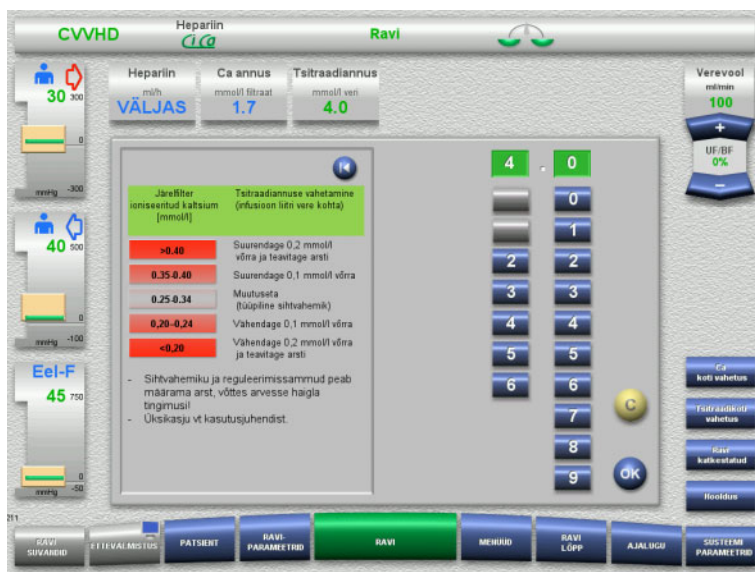 CVVHD
Hepariin
CiCa
Ravi
30
300
0
mmHg
-300
Hepariin
ml/h
VÄLJAS
Ca annus
mmol/l filtraat
1.7
Tsitraadiannus
mmol/l veri
4.0
Verevool
ml/min
100
+
UF/BF
0%
−
40
500
0
mmHg
-100
Eel-F
45
750
0
mmHg
-50
Järelfilter
ioniseeritud kaltsium
[mmol/l]
Tsitraadiannuse vahetamine
(infusioon liitri vere kohta)
>0.40
Suurendage 0,2 mmol/l
võrra ja teavitage arsti
0.35-0.40
Suurendage 0,1 mmol/l võrra
0.25-0.34
Muutuseta
(tüüpiline sihtvahemik)
0,20–0,24
Vähendage 0,1 mmol/l võrra
<0,20
Vähendage 0,2 mmol/l võrra
ja teavitage arsti
- Sihtvahemiku ja reguleerimissammud peab
määrama arst, võttes arvesse haigla
tingimusi!
- Üksikasju vt kasutusjuhendist.
4 . 0
0
1
2 2
3 3
4 4
5 5
6 6
7
8
9
C
OK
Ca
koti vahetus
Tsitraadikoti
vahetus
Ravi
katkestatud
Hooldus
211
RAVI
SUVANDID
ETTEVALMISTUS
PATSIENT
RAVI-
PARAMEETRID
RAVI
MENÜÜD
RAVI
LÕPP
AJALUGU
SÜSTEEMI
PARAMEETRID